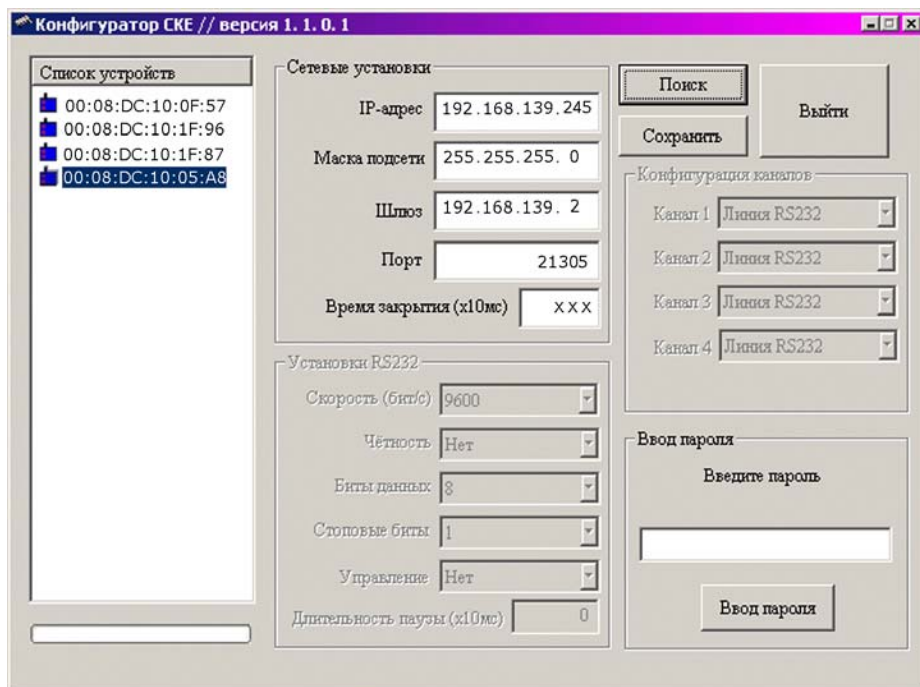 Конфигуратор СКЕ // версия 1.1.0.1
Список устройств
00:08:DC:10:0F:57
00:08:DC:10:1F:96
00:08:DC:10:1F:87
00:08:DC:10:05:A8
Сетевые установки
IP-адрес 192.168.139.245
Маска подсети 255.255.255. 0
Шлюз 192.168.139. 2
Порт 21305
Время закрытия (x10мс) XXX
Установки RS232
Скорость (бит/с) 9600
Чётность Нет
Биты данных 8
Стоповые биты 1
Управление Нет
Длительность паузы (x10мс) 0
Поиск
Сохранить
Выйти
Конфигурация каналов
Канал 1 Линия RS232
Канал 2 Линия RS232
Канал 3 Линия RS232
Канал 4 Линия RS232
Ввод пароля
Введите пароль
Ввод пароля